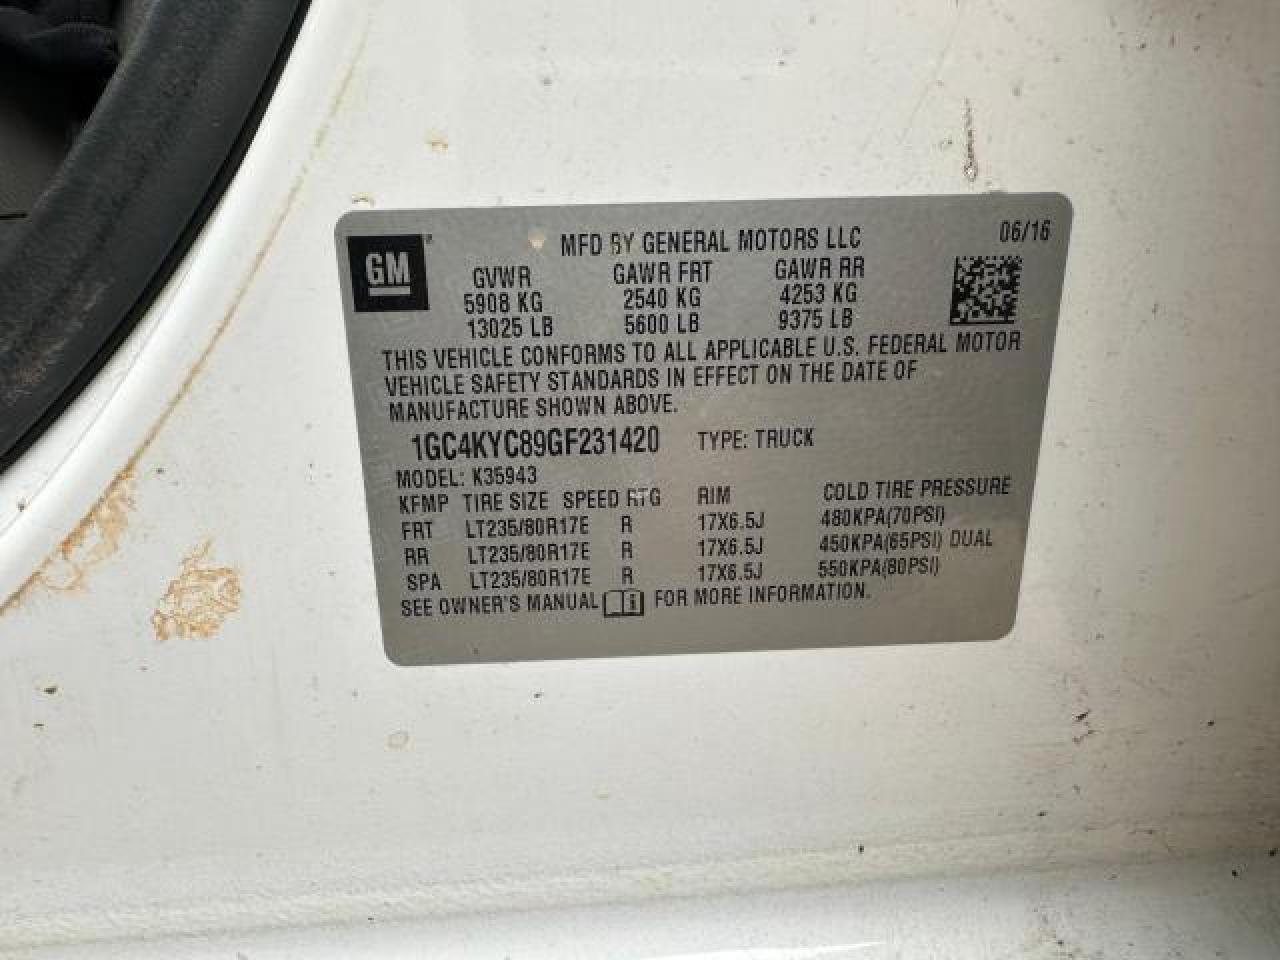 GM
MFD BY GENERAL MOTORS LLC 06/16
GVWR GAWR FRT GAWR RR
5908 KG 2540 KG 4253 KG
13025 LB 5600 LB 9375 LB
THIS VEHICLE CONFORMS TO ALL APPLICABLE U.S. FEDERAL MOTOR
VEHICLE SAFETY STANDARDS IN EFFECT ON THE DATE OF
MANUFACTURE SHOWN ABOVE.
1GC4KYC89GF231420 TYPE: TRUCK
MODEL: K35943
KFMP TIRE SIZE SPEED RTG RIM COLD TIRE PRESSURE
FRT LT235/80R17E R 17X6.5J 480KPA(70PSI)
RR LT235/80R17E R 17X6.5J 450KPA(65PSI) DUAL
SPA LT235/80R17E R 17X6.5J 550KPA(80PSI)
SEE OWNER'S MANUAL FOR MORE INFORMATION.